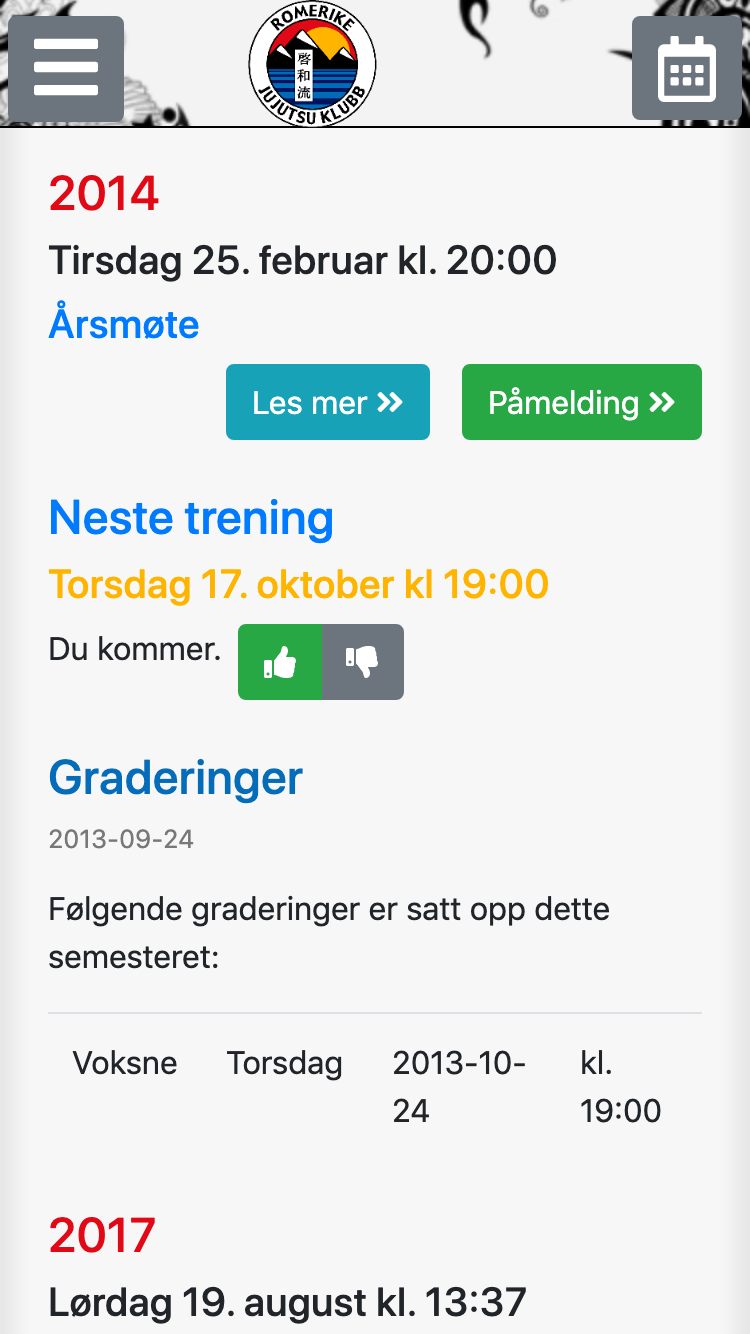 ROMERIKE
啓和流
JUJUTSU KLUBB
2014
Tirsdag 25. februar kl. 20:00
Årsmøte
Les mer
Påmelding
Neste trening
Torsdag 17. oktober kl 19:00
Du kommer.
Graderinger
2013-09-24
Følgende graderinger er satt opp dette
semesteret:
Voksne Torsdag 2013-10- kl.
24 19:00
2017
Lørdag 19. august kl. 13:37